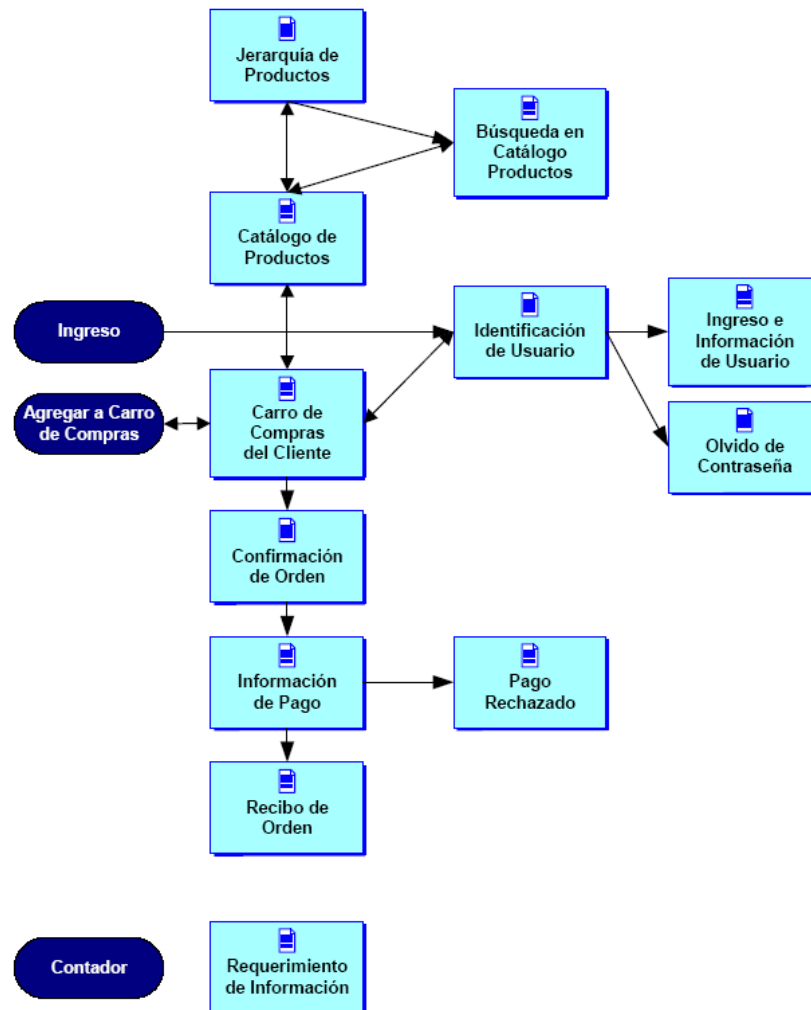 Jerarquía de
Productos
Búsqueda en
Catálogo
Productos
Catálogo de
Productos
Ingreso
Identificación
de Usuario
Ingreso e
Información
de Usuario
Agregar a Carro
de Compras
Carro de
Compras
del Cliente
Olvido de
Contraseña
Confirmación
de Orden
Información
de Pago
Pago
Rechazado
Recibo de
Orden
Contador
Requerimiento
de Información